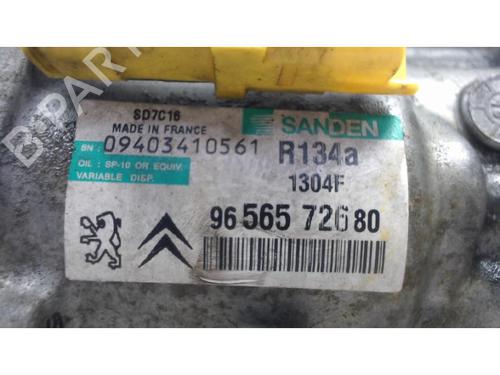 SD7C16
MADE IN FRANCE
SN: 09403410561
OIL : SP-10 OR EQUIV.
VARIABLE DISP.
SANDEN
R134a
1304F
96 565 726 80